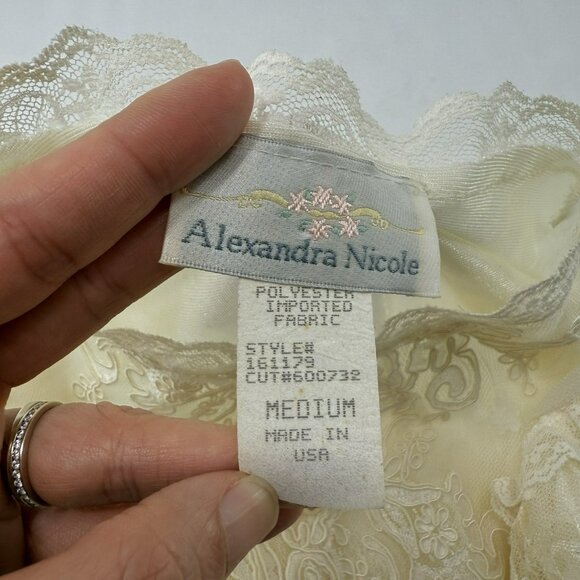 Alexandra Nicole
POLYESTER
IMPORTED
FABRIC
STYLE#
161179
CUT#600732
MEDIUM
MADE IN
USA